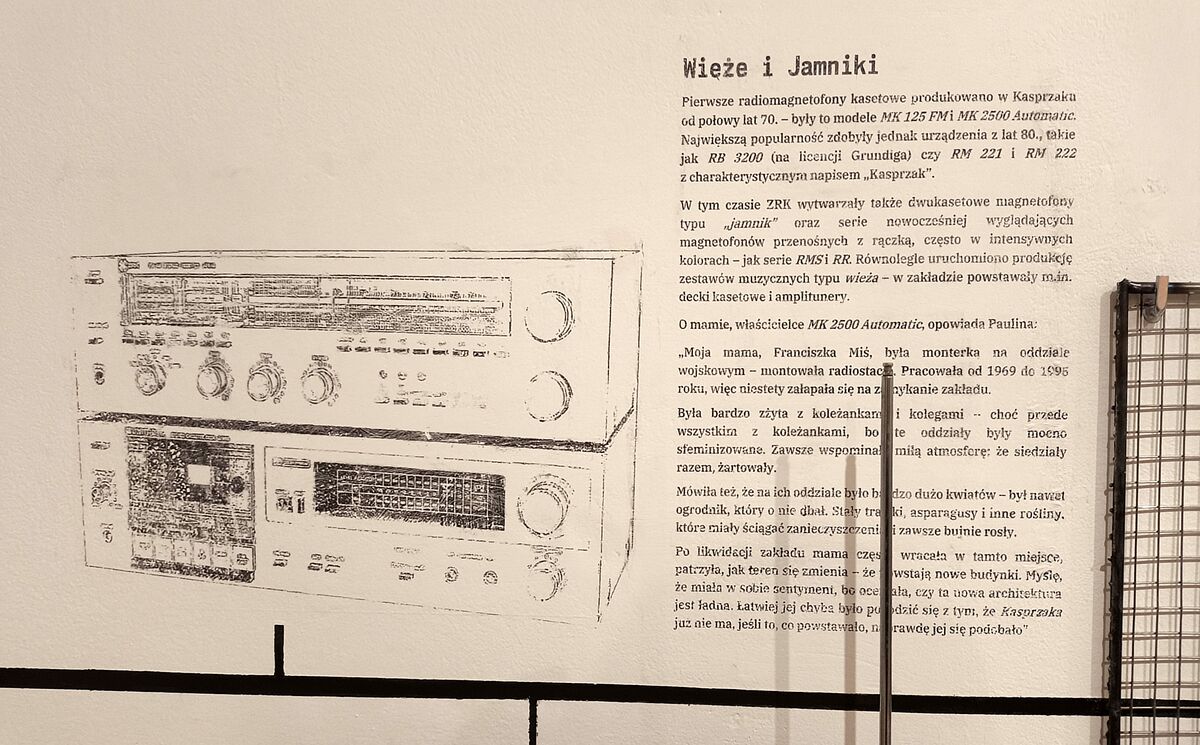 Więże i Jamniki
Pierwsze radiomagnetofony kasetowe produkowano w Kasprzaku
od połowy lat 70. – były to modele MK 125 FM i MK 2500 Automatic.
Największą popularność zdobyły jednak urządzenia z lat 80., takie
jak RB 3200 (na licencji Grundiga) czy RM 221 i RM 222
z charakterystycznym napisem „Kasprzak”.
W tym czasie ZRK wytwarzały także dwukasetowe magnetofony
typu „jamnik” oraz serie nowocześniej wyglądających
magnetofonów przenośnych z rączką, często w intensywnych
kolorach – jak serie RMS i RR. Równolegle uruchomiono produkcję
zestawów muzycznych typu wieża – w zakładzie powstawały m.in.
decki kasetowe i amplitunery.
O mamie, właścicielce MK 2500 Automatic, opowiada Paulina:
„Moja mama, Franciszka Miś, była monterką na oddziale
wojskowym – montowała Pracowała od 1969 do 1995
roku, więc niestety załapała się na zakładu.
Była bardzo zżyta z koleżankami i kolegami – choć przede
wszystkim z koleżankami, bo te oddziały były mocno
sfeminizowane. Zawsze miłą atmosferę: że siedziały
razem, żartowały.
Mówiła też, że na ich oddziale było bardzo dużo kwiatów – był nawet
ogrodnik, który o nie dbał. Stały asparagusy i inne rośliny,
które miały ściągać i zawsze bujnie rosły.
Po likwidacji zakładu mama wracała w tamto miejsce,
patrzyła, jak teren się zmienia – że nowe budynki. Myślę,
że miała w sobie sentyment, bo czy ta nowa architektura
jest ładna. Łatwiej jej chyba było się z tym, że Kasprzaka
już nie ma, jeśli to, co powstawało, naprawdę jej się podobało”